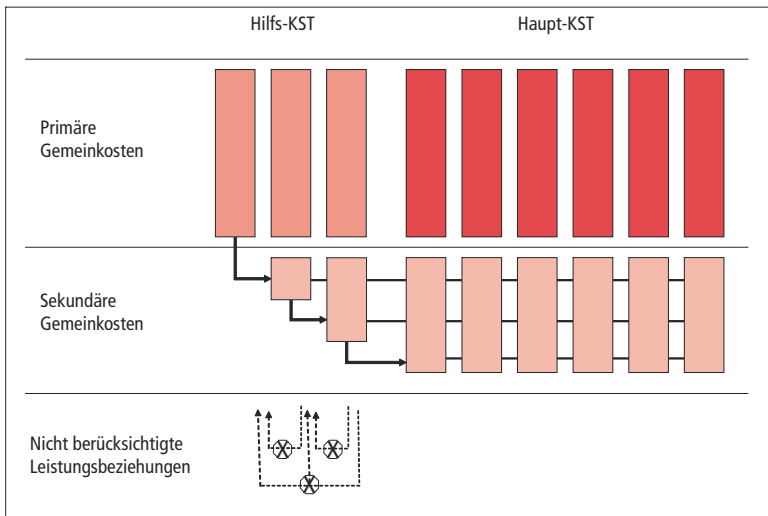 Hilfs-KST
Haupt-KST
Primäre
Gemeinkosten
Sekundäre
Gemeinkosten
Nicht berücksichtigte
Leistungsbeziehungen